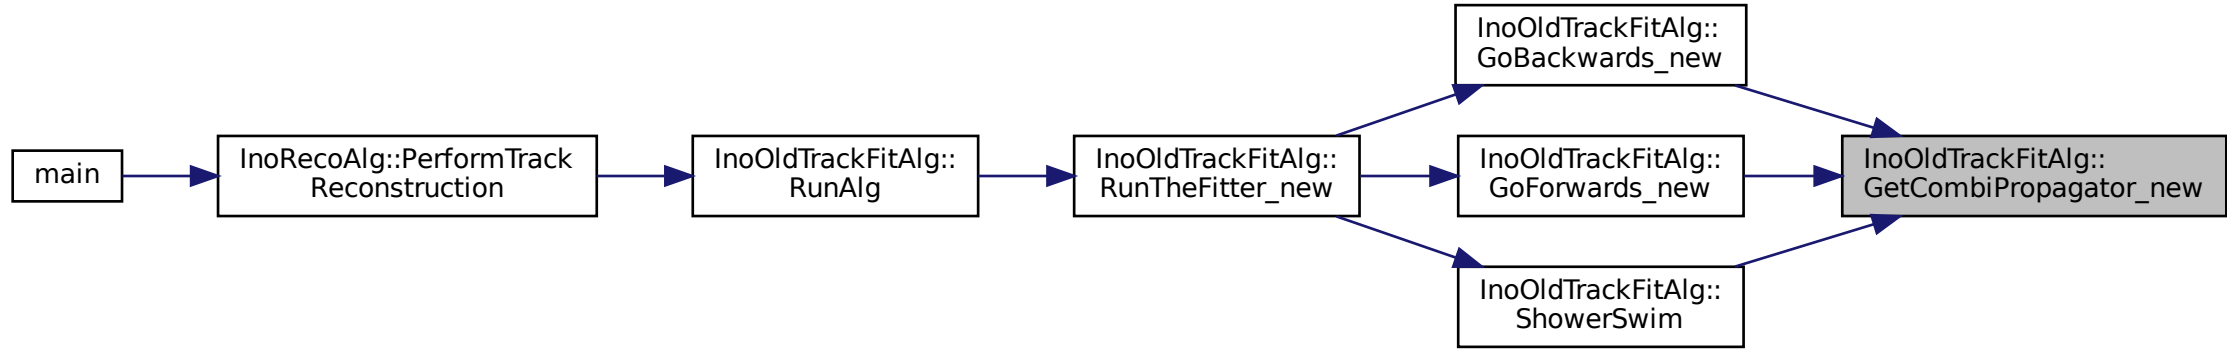 main
InoRecoAlg::PerformTrack
Reconstruction
InoOldTrackFitAlg::
RunAlg
InoOldTrackFitAlg::
RunTheFitter_new
InoOldTrackFitAlg::
GoBackwards_new
InoOldTrackFitAlg::
GoForwards_new
InoOldTrackFitAlg::
ShowerSwim
InoOldTrackFitAlg::
GetCombiPropagator_new